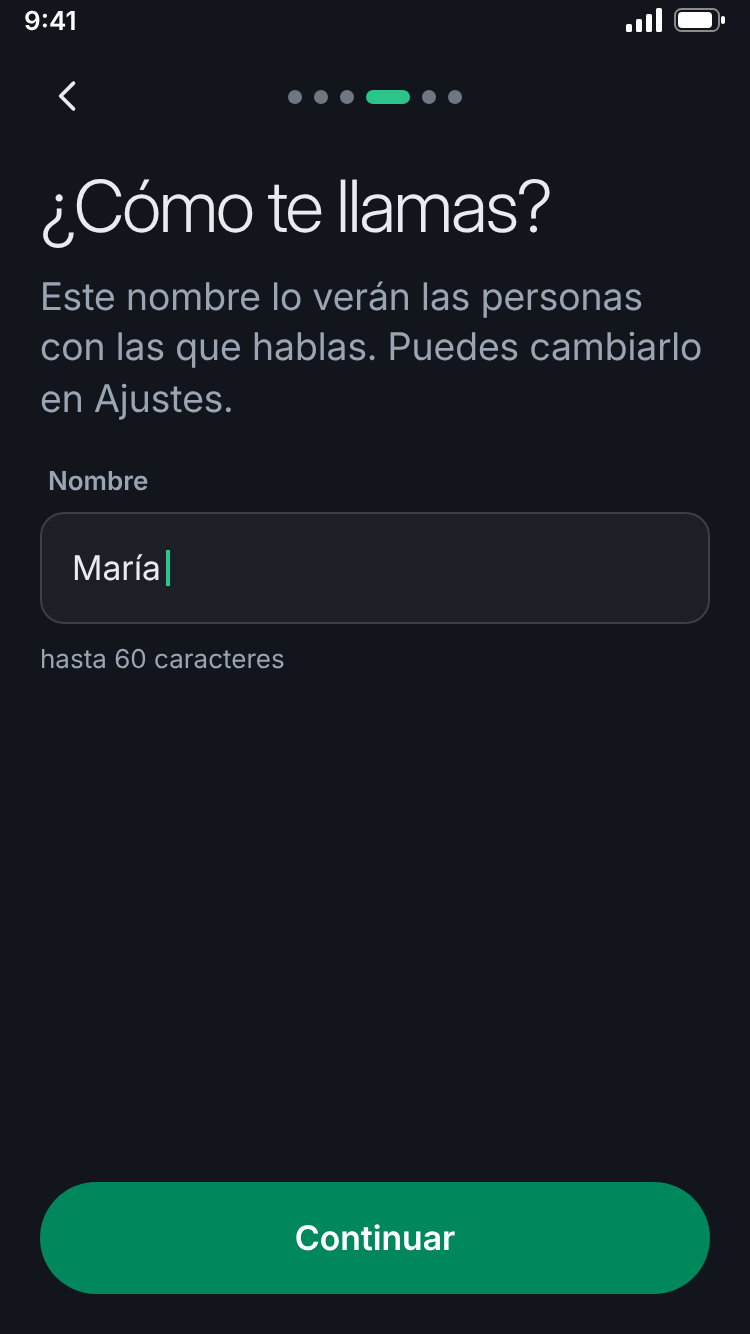 9:41
¿Cómo te llamas?
Este nombre lo verán las personas
con las que hablas. Puedes cambiarlo
en Ajustes.
Nombre
María
hasta 60 caracteres
Continuar